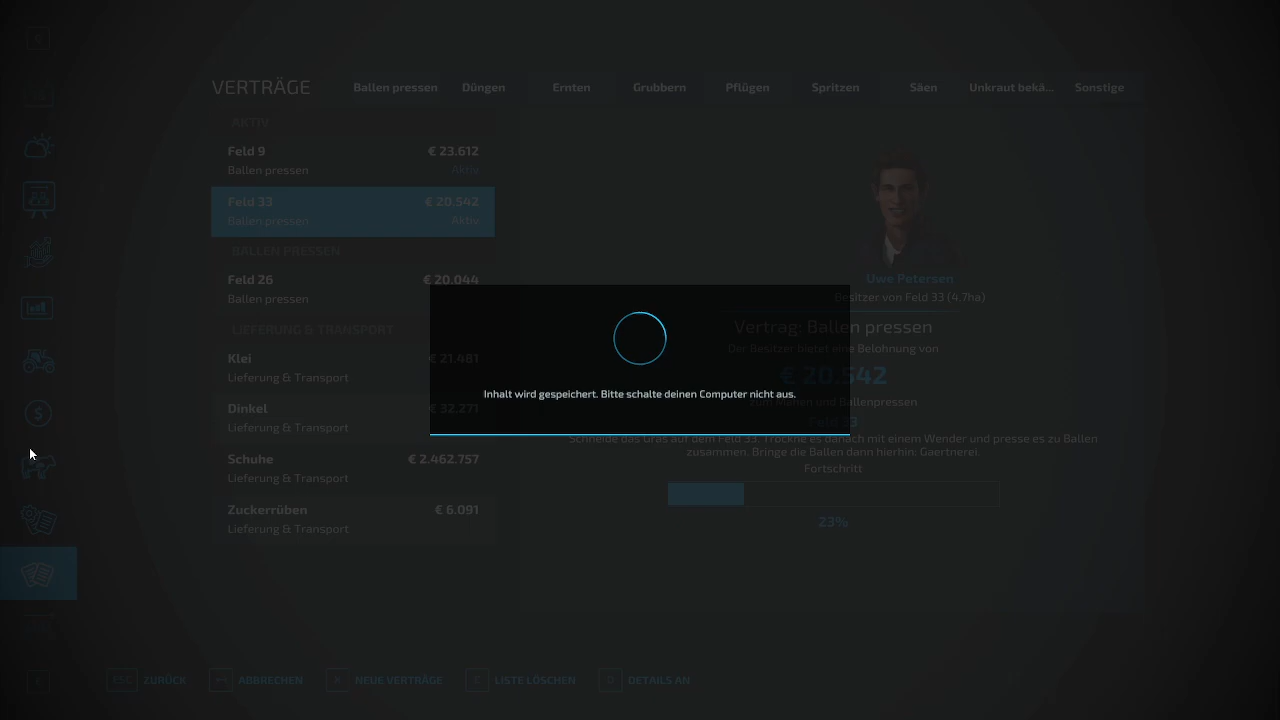 VERTRÄGE
Ballen pressen Düngen Ernten Grubbern Pflügen Spritzen Säen Unkraut bekä... Sonstige
AKTIV
Feld 9 € 23.612
Ballen pressen Aktiv
Feld 33 € 20.542
Ballen pressen Aktiv
BALLEN PRESSEN
Feld 26 € 20.044
Ballen pressen
LIEFERUNG & TRANSPORT
Klei € 21.481
Lieferung & Transport
Dinkel € 32.271
Lieferung & Transport
Schuhe € 2.462.757
Lieferung & Transport
Zuckerrüben € 6.091
Lieferung & Transport
Uwe Petersen
Besitzer von Feld 33 (4.7ha)
Vertrag: Ballen pressen
Der Besitzer bietet eine Belohnung von
€ 20.542
zum Mähen und Ballenpressen
Feld 33
Schneide das Gras auf dem Feld 33. Trockne es danach mit einem Wender und presse es zu Ballen
zusammen. Bringe die Ballen dann hierhin: Gaertnerei.
Fortschritt
23%
Inhalt wird gespeichert. Bitte schalte deinen Computer nicht aus.
ESC ZURÜCK ABBRECHEN NEUE VERTRÄGE LISTE LÖSCHEN D DETAILS AN